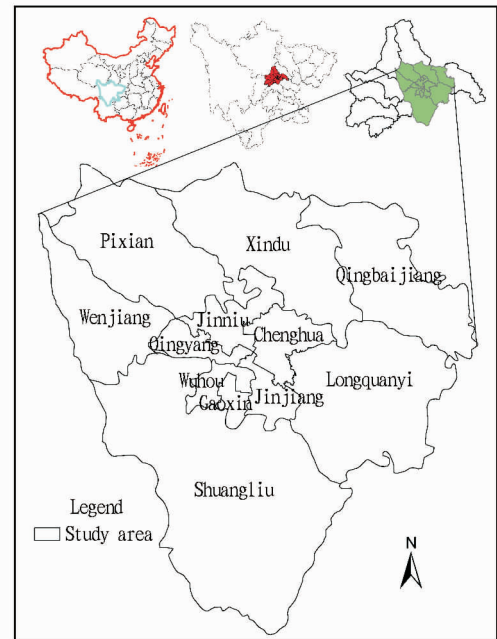 Pixian
Xindu
Qingbaijiang
Wenjiang
Jinniu
Chenghua
Qingyang
Wuhou
Longquanyi
Gaoxin
Jinjiang
Shuangliu
Legend
Study area
N